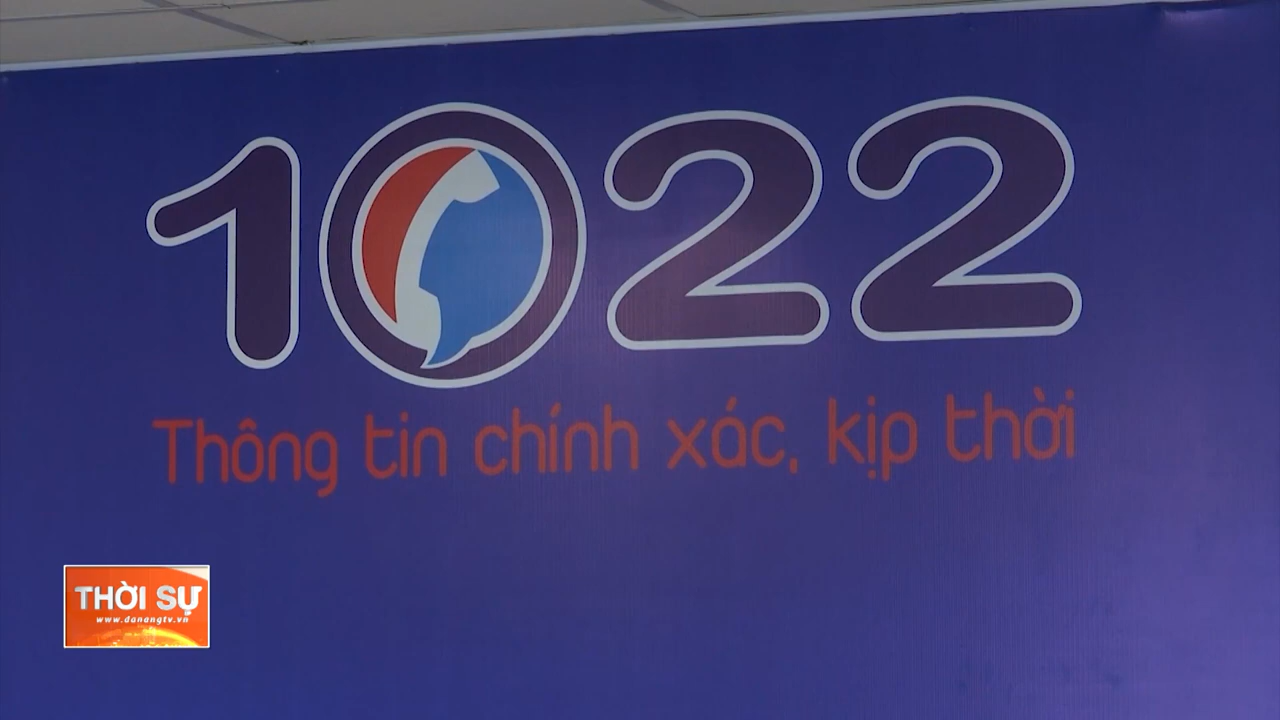 1022
Thông tin chính xác, kịp thời
THỜI SỰ
www.danangtv.vn